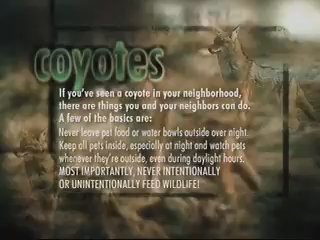 coyotes
If you've seen a coyote in your neighborhood,
there are things you and your neighbors can do.
A few of the basics are:
Never leave pet food or water bowls outside over night.
Keep all pets inside, especially at night and watch pets
whenever they're outside, even during daylight hours.
MOST IMPORTANTLY, NEVER INTENTIONALLY
OR UNINTENTIONALLY FEED WILDLIFE!